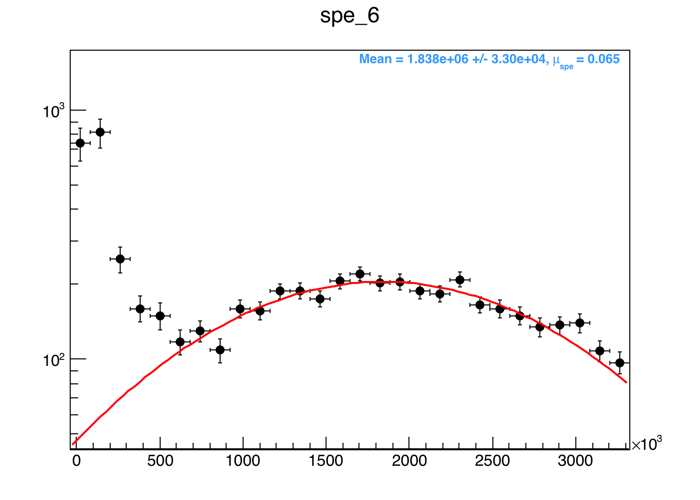 spe_6
Mean = 1.838e+06 +/- 3.30e+04, μspe = 0.065
10³
10²
0 500 1000 1500 2000 2500 3000 ×10³